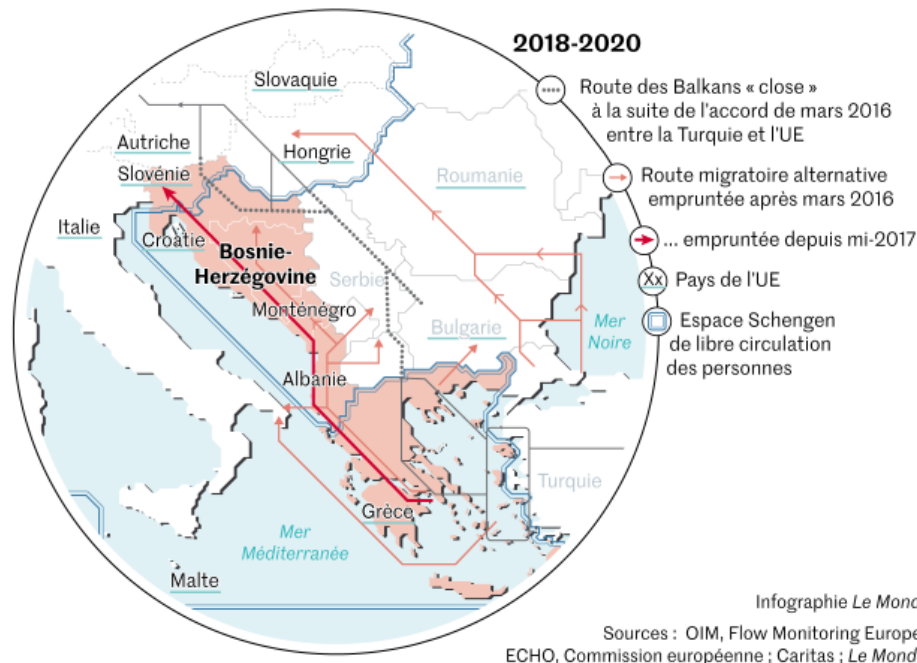 2018-2020
Route des Balkans « close »
à la suite de l'accord de mars 2016
entre la Turquie et l'UE
Route migratoire alternative
empruntée après mars 2016
... empruntée depuis mi-2017
Xx Pays de l'UE
Espace Schengen
de libre circulation
des personnes
Slovaquie
Autriche
Hongrie
Slovénie
Roumanie
Italie
Croatie
Bosnie-
Herzégovine
Serbie
Monténégro
Bulgarie
Mer
Noire
Albanie
Turquie
Grèce
Mer
Méditerranée
Malte
Infographie Le Mond
Sources : OIM, Flow Monitoring Europe
ECHO, Commission européenne ; Caritas ; Le Mond